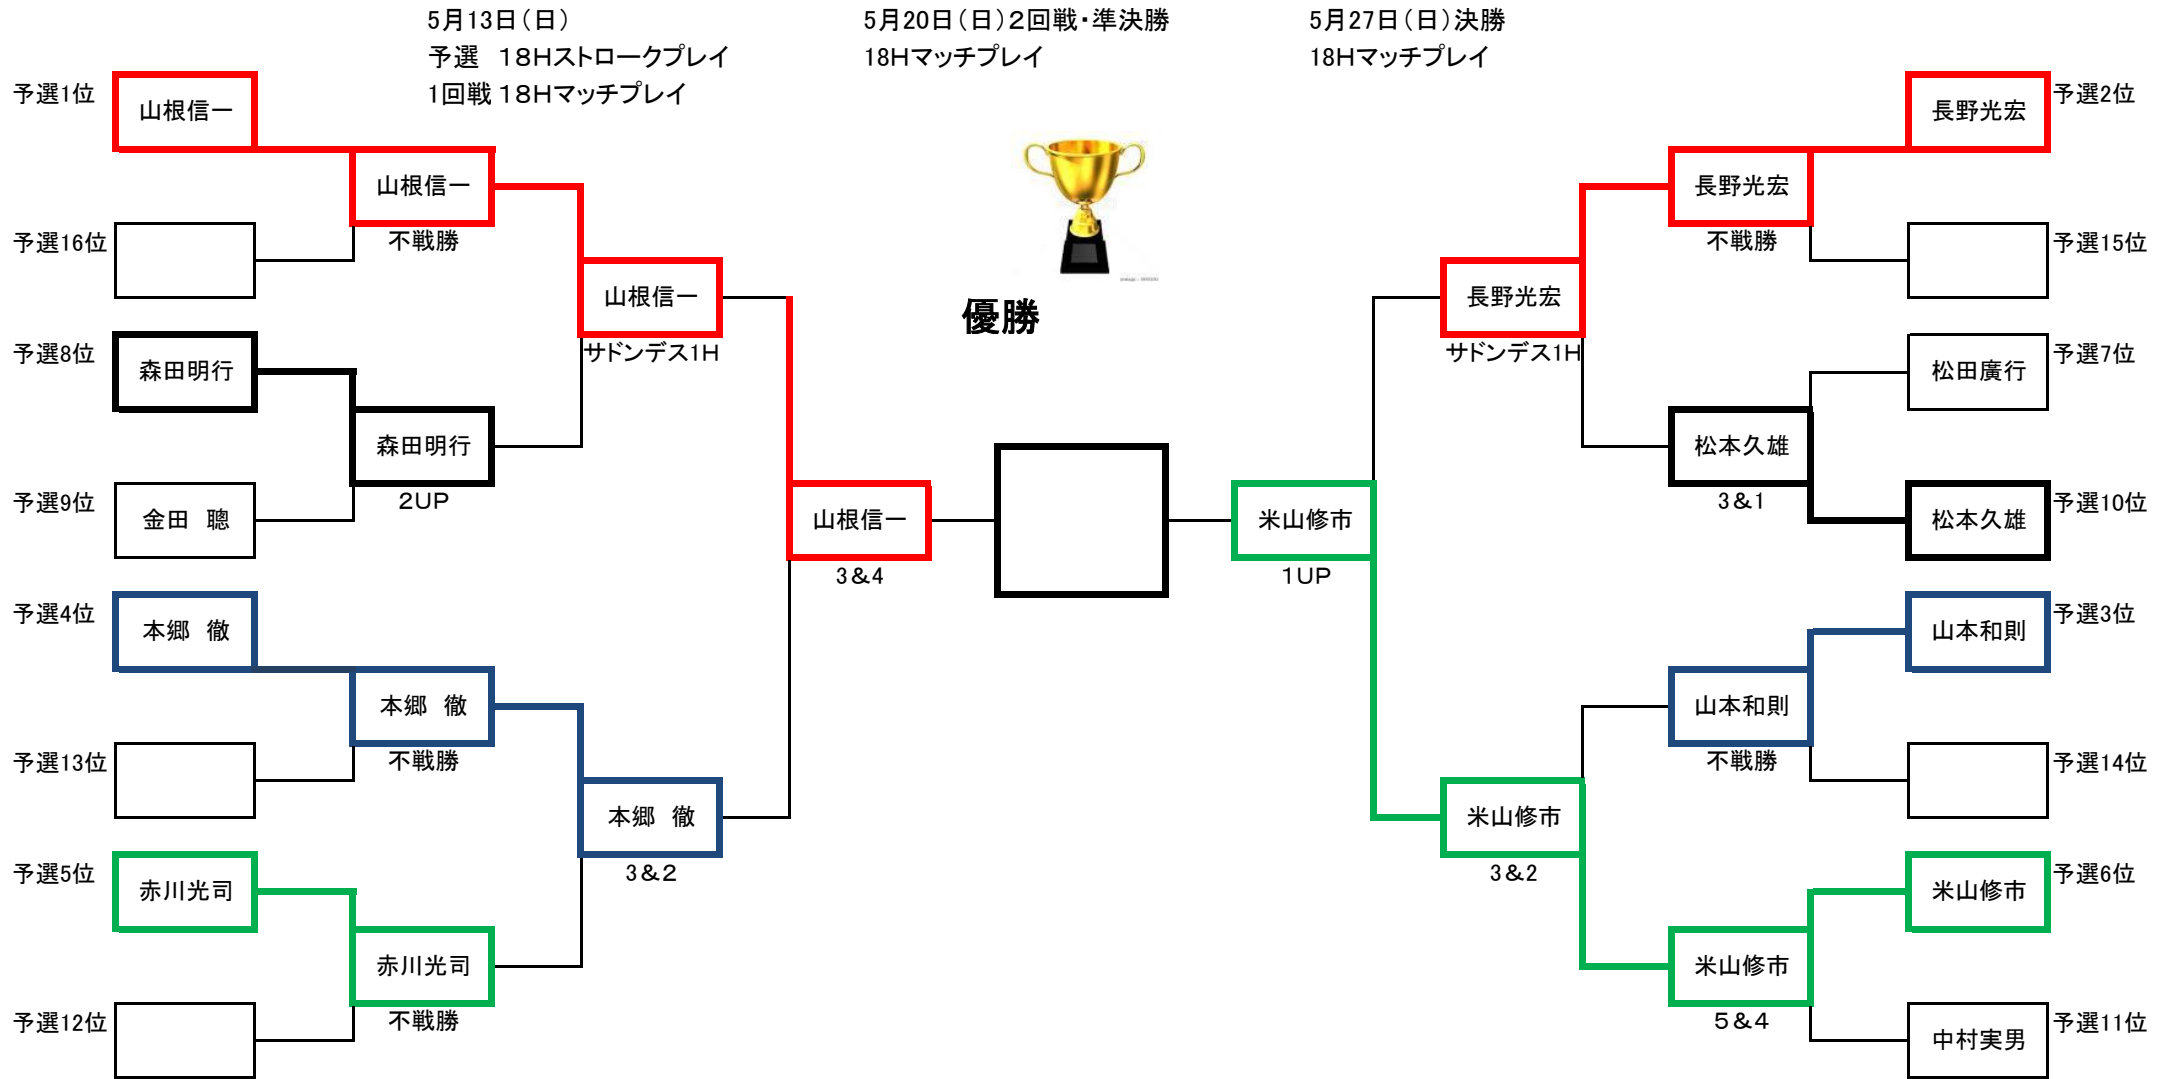 5月13日(日)
予選 18Hストロークプレイ
1回戦 18Hマッチプレイ
5月20日(日)2回戦・準決勝
18Hマッチプレイ
5月27日(日)決勝
18Hマッチプレイ
優勝
予選1位
山根信一
山根信一
予選16位
不戦勝
山根信一
サドンデス1H
予選8位
森田明行
森田明行
2UP
予選9位
金田 聰
山根信一
3&4
予選4位
本郷 徹
本郷 徹
予選13位
不戦勝
本郷 徹
3&2
予選5位
赤川光司
赤川光司
予選12位
不戦勝
予選2位
長野光宏
長野光宏
不戦勝
予選15位
長野光宏
サドンデス1H
予選7位
松田廣行
松本久雄
3&1
予選10位
松本久雄
米山修市
1UP
予選3位
山本和則
山本和則
不戦勝
予選14位
米山修市
3&2
予選6位
米山修市
米山修市
5&4
予選11位
中村実男